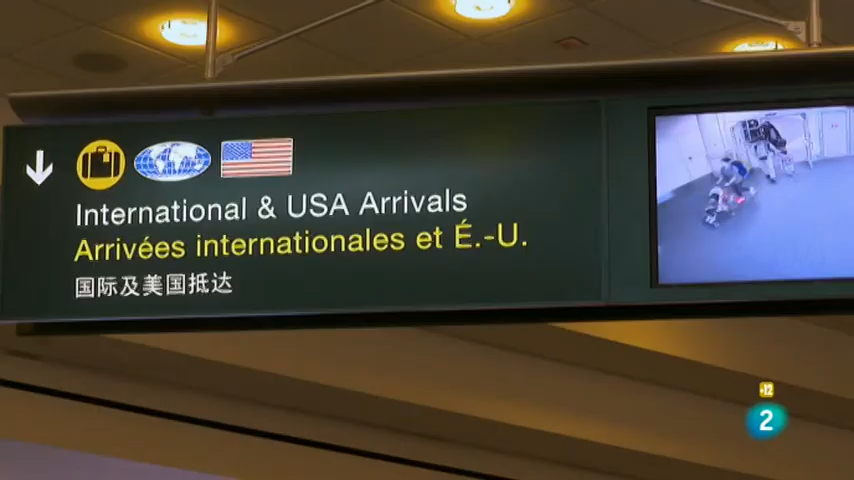 International & USA Arrivals
Arrivées internationales et É.-U.
国际及美国抵达
+12
2